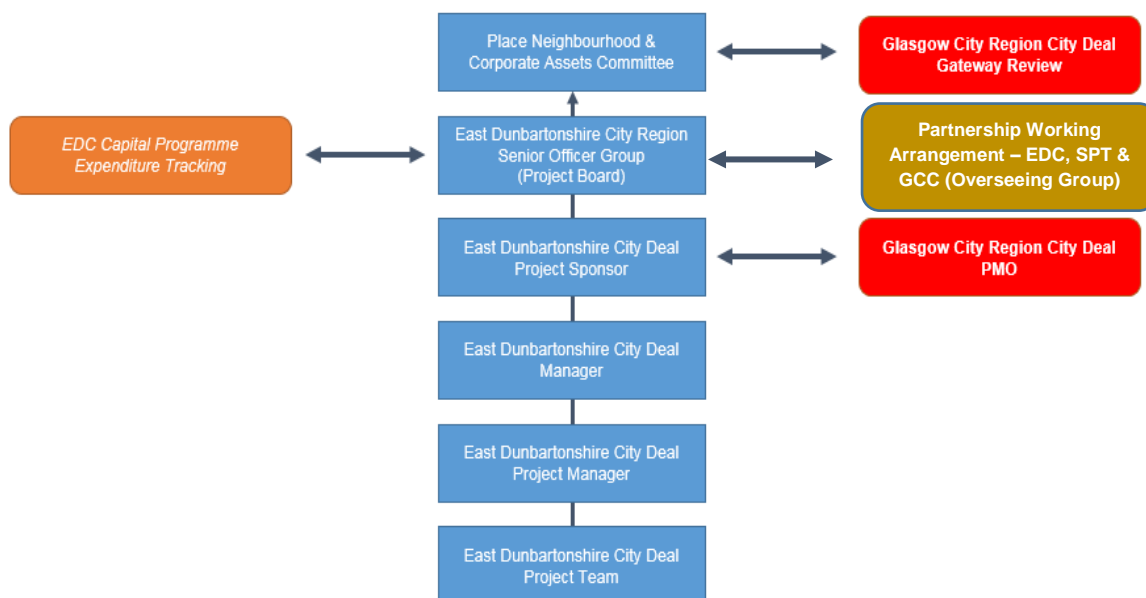 Place Neighbourhood &
Corporate Assets Committee
Glasgow City Region City Deal
Gateway Review
EDC Capital Programme
Expenditure Tracking
East Dunbartonshire City Region
Senior Officer Group
(Project Board)
Partnership Working
Arrangement – EDC, SPT &
GCC (Overseeing Group)
East Dunbartonshire City Deal
Project Sponsor
Glasgow City Region City Deal
PMO
East Dunbartonshire City Deal
Manager
East Dunbartonshire City Deal
Project Manager
East Dunbartonshire City Deal
Project Team